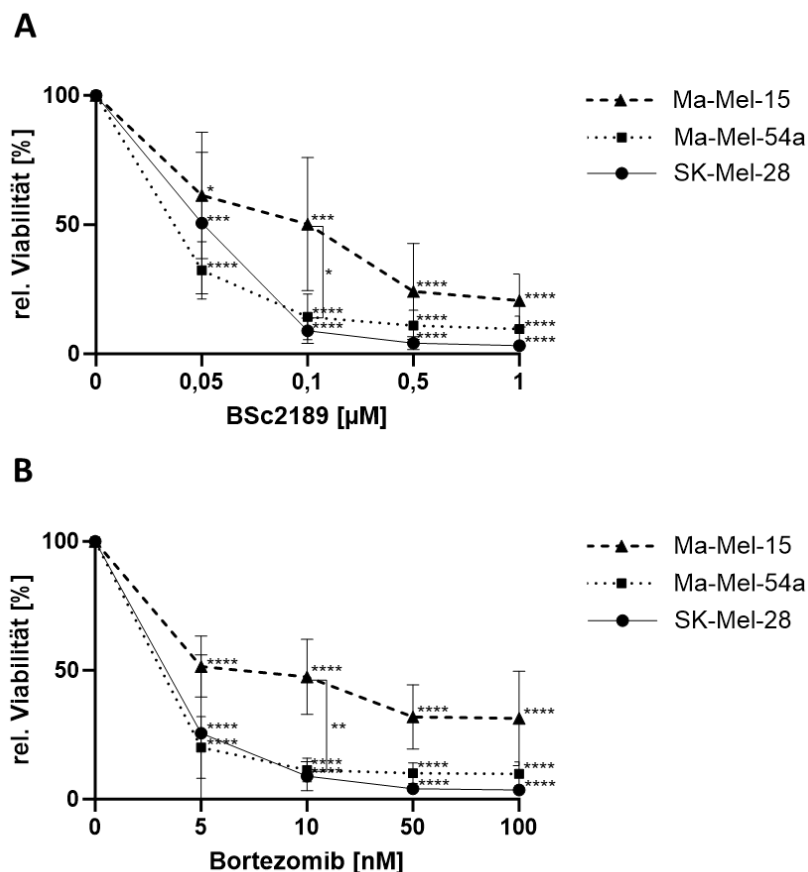 A
rel. Viabilität [%]
100
50
0
*
***
****
***
*
****
****
****
****
****
****
****
****
0 0,05 0,1 0,5 1
BSc2189 [µM]
Ma-Mel-15
Ma-Mel-54a
SK-Mel-28
B
rel. Viabilität [%]
100
50
0
****
****
****
****
**
****
****
****
****
****
****
****
****
0 5 10 50 100
Bortezomib [nM]
Ma-Mel-15
Ma-Mel-54a
SK-Mel-28